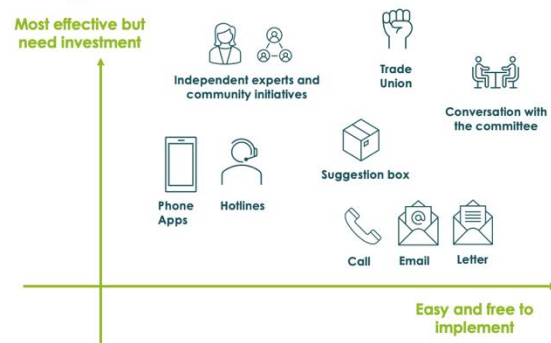 Most effective but
need investment
Independent experts and
community initiatives
Trade
Union
Conversation with
the committee
Phone
Apps
Hotlines
Suggestion box
@
Call
Email
Letter
Easy and free to
implement